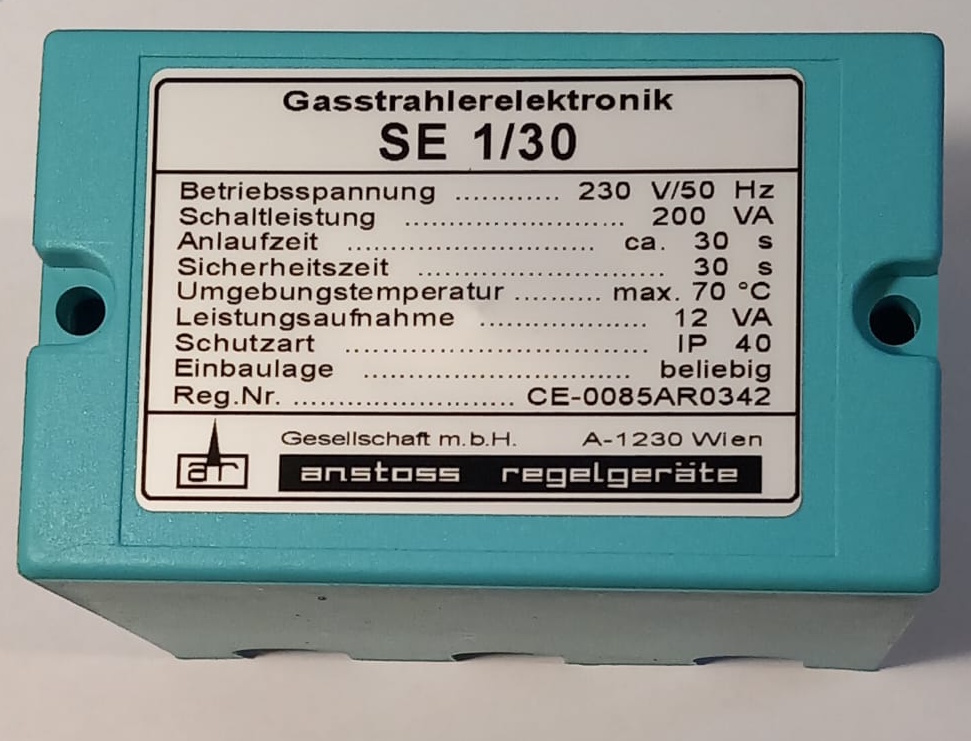 Gasstrahlerelektronik
SE 1/30
Betriebsspannung ............ 230 V/50 Hz
Schaltleistung ......................... 200 VA
Anlaufzeit ............................ ca. 30 s
Sicherheitszeit ............................ 30 s
Umgebungstemperatur .......... max. 70 °C
Leistungsaufnahme ................... 12 VA
Schutzart ................................... IP 40
Einbaulage .............................. beliebig
Reg.Nr. ......................... CE-0085AR0342
Gesellschaft m.b.H. A-1230 Wien
ar anstoss regelgeräte